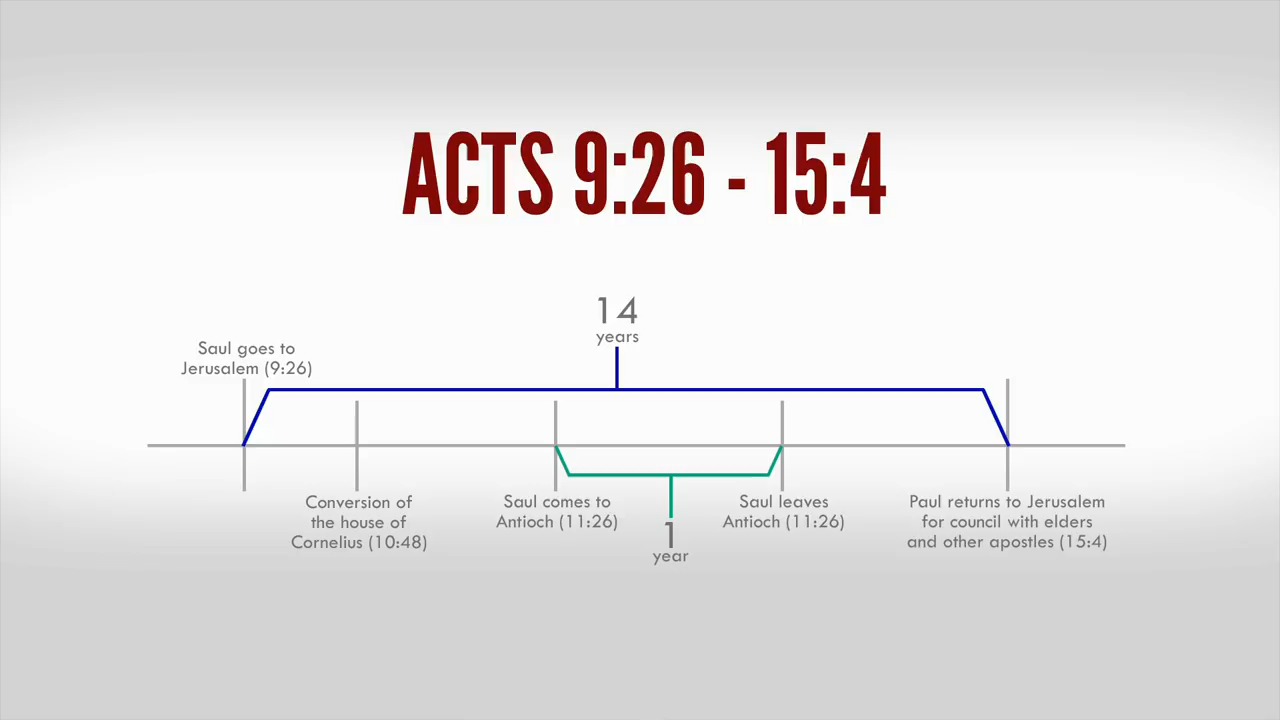 ACTS 9:26 - 15:4
14
years
Saul goes to
Jerusalem (9:26)
Conversion of
the house of
Cornelius (10:48)
Saul comes to
Antioch (11:26)
1
year
Saul leaves
Antioch (11:26)
Paul returns to Jerusalem
for council with elders
and other apostles (15:4)